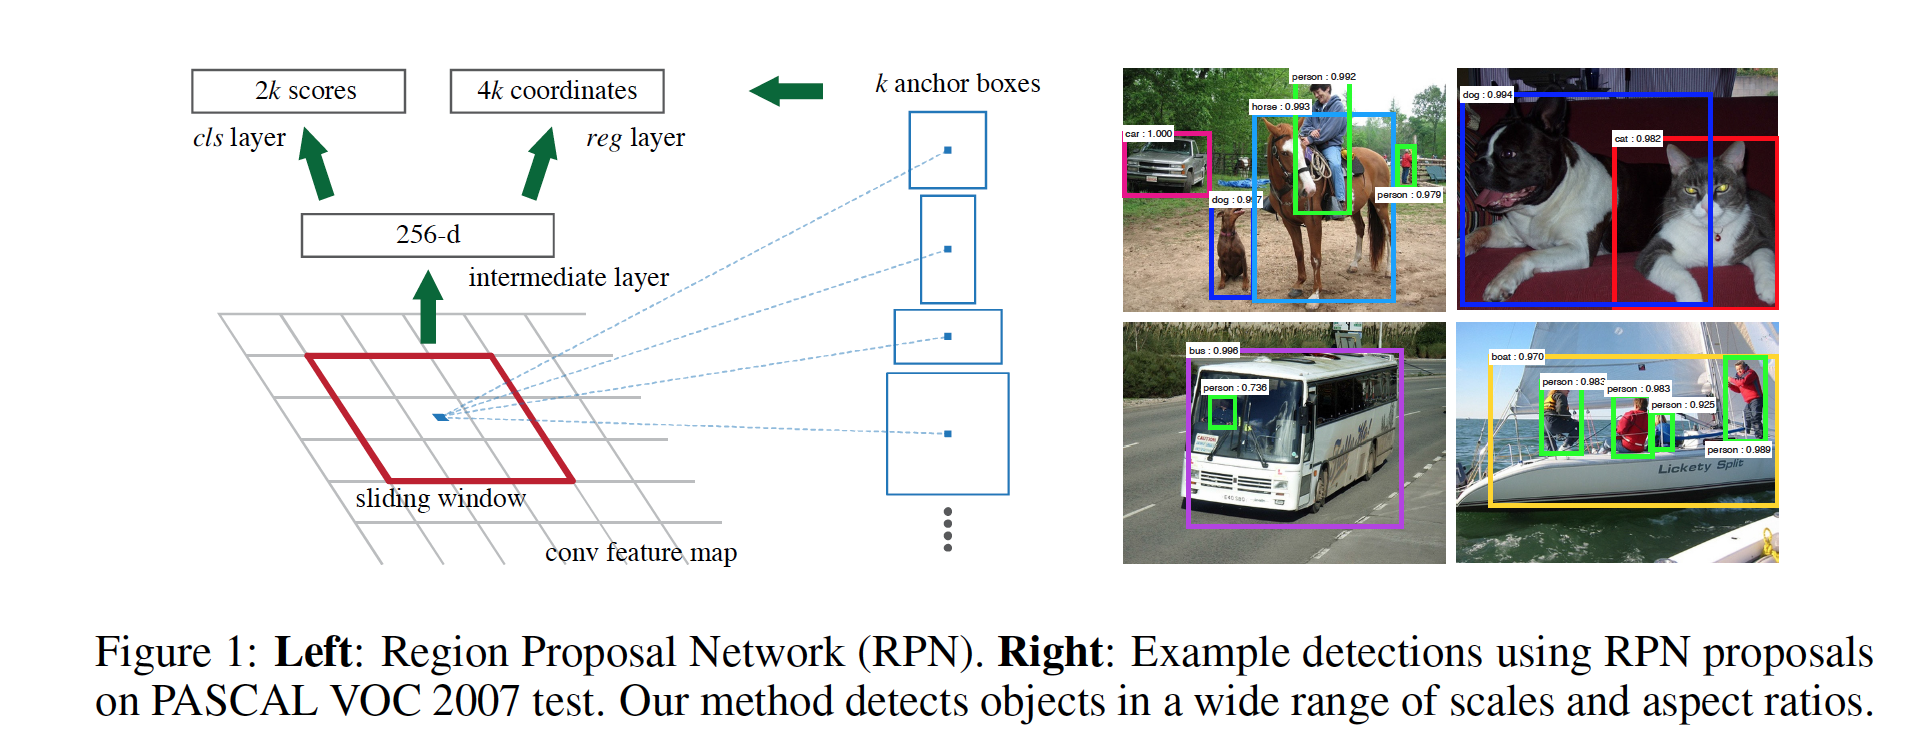 2k scores
4k coordinates
k anchor boxes
cls layer
reg layer
256-d
intermediate layer
sliding window
conv feature map
person : 0.992
horse : 0.993
car : 1.000
person : 0.979
dog : 0.997
dog : 0.994
cat : 0.982
bus : 0.996
person : 0.736
CAUTION
boat : 0.970
person : 0.983
person : 0.983
person : 0.925
person : 0.989
Lickety Split
Figure 1: Left: Region Proposal Network (RPN). Right: Example detections using RPN proposals
on PASCAL VOC 2007 test. Our method detects objects in a wide range of scales and aspect ratios.